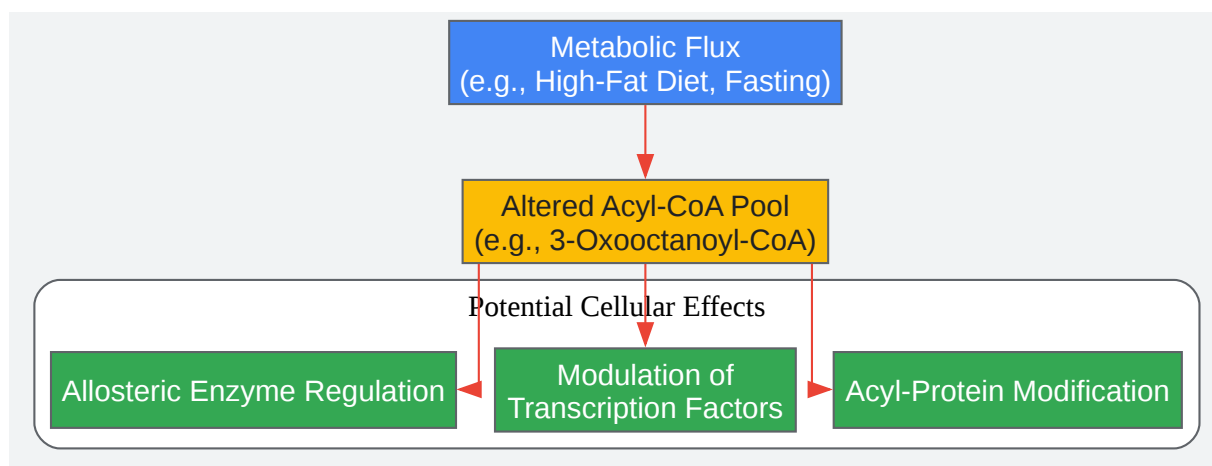 Metabolic Flux
(e.g., High-Fat Diet, Fasting)
Altered Acyl-CoA Pool
(e.g., 3-Oxooctanoyl-CoA)
Potential Cellular Effects
Allosteric Enzyme Regulation
Modulation of
Transcription Factors
Acyl-Protein Modification